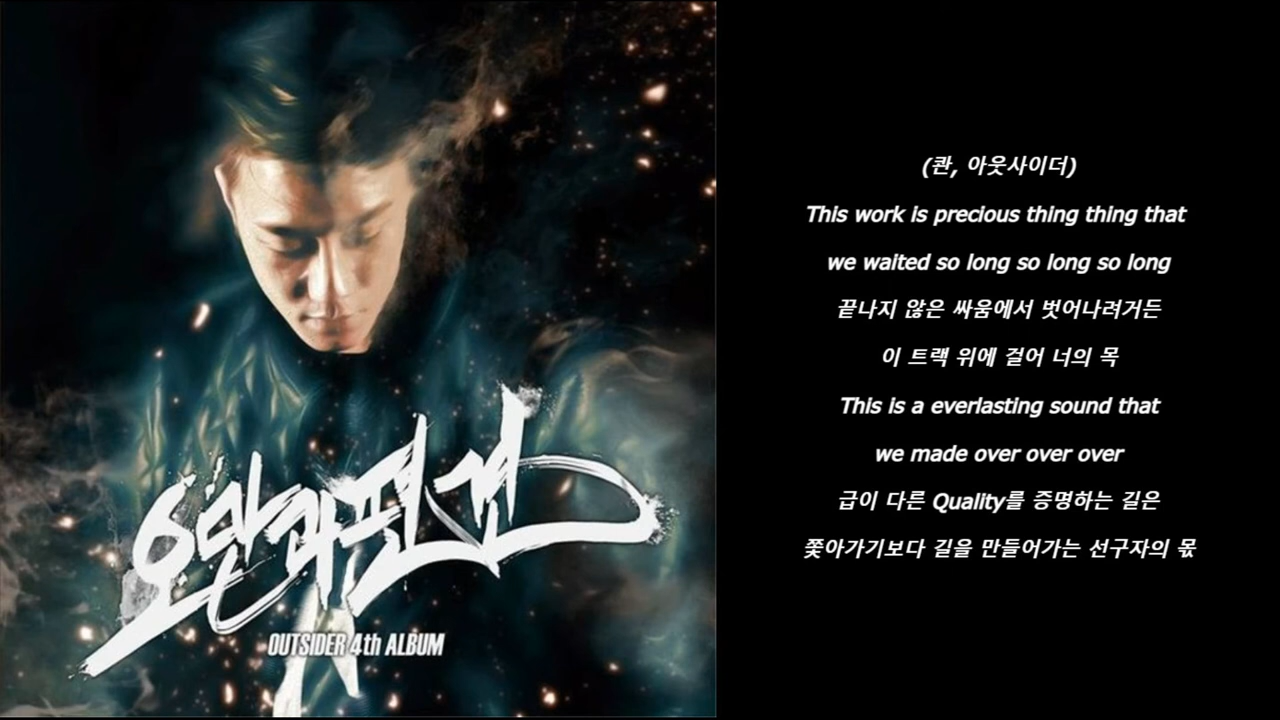 오만과 편견
OUTSIDER 4th ALBUM
(콴, 아웃사이더)
This work is precious thing thing that
we waited so long so long so long
끝나지 않은 싸움에서 벗어나려거든
이 트랙 위에 걸어 너의 목
This is a everlasting sound that
we made over over over
급이 다른 Quality를 증명하는 길은
쫓아가기보다 길을 만들어가는 선구자의 몫